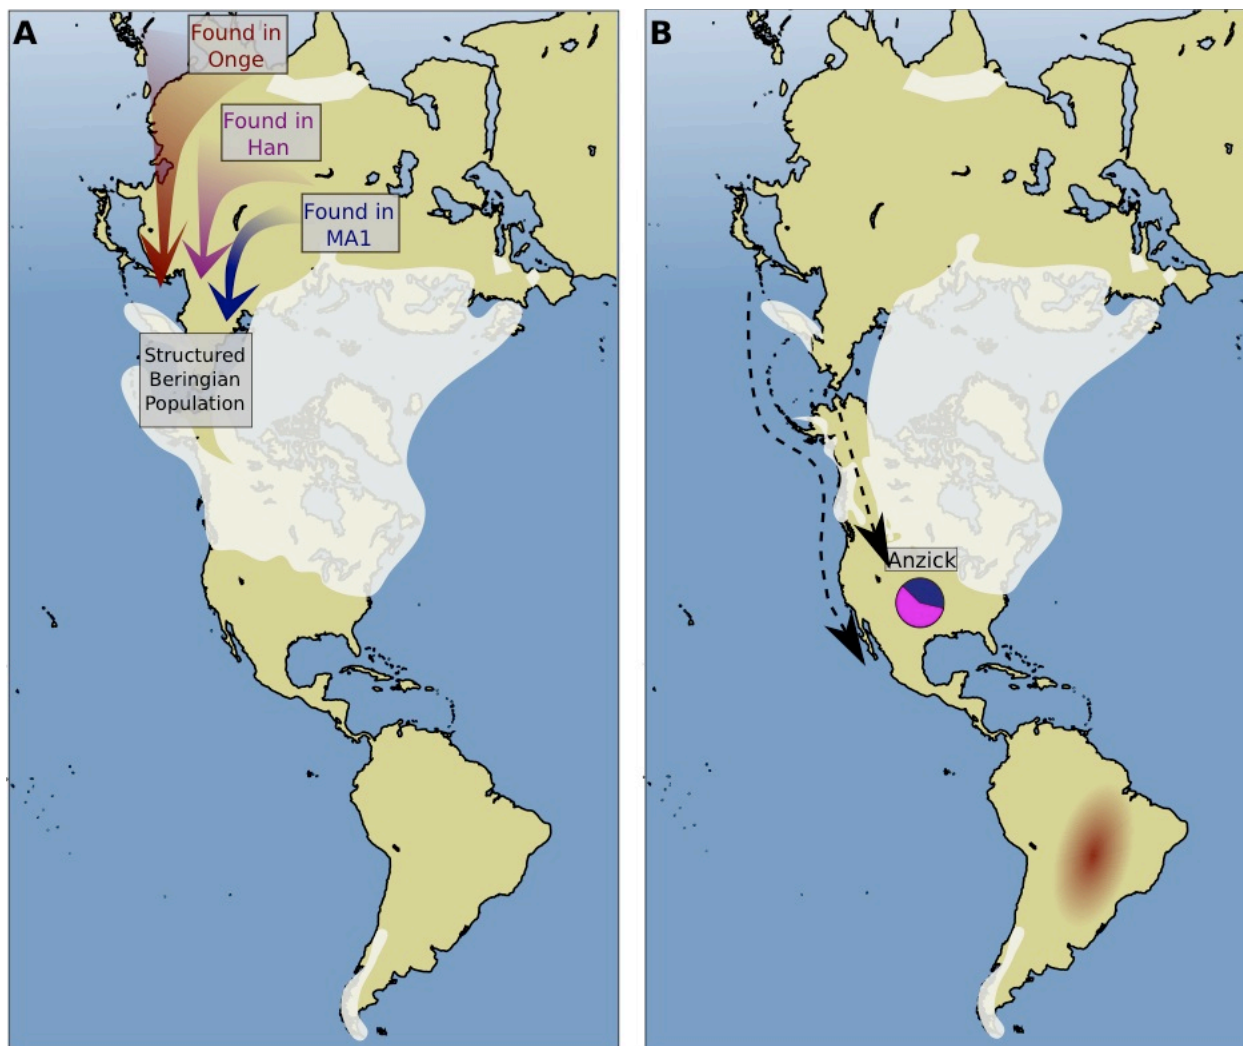 A
Found in
Onge
Found in
Han
Found in
MA1
Structured
Beringian
Population
B
Anzick